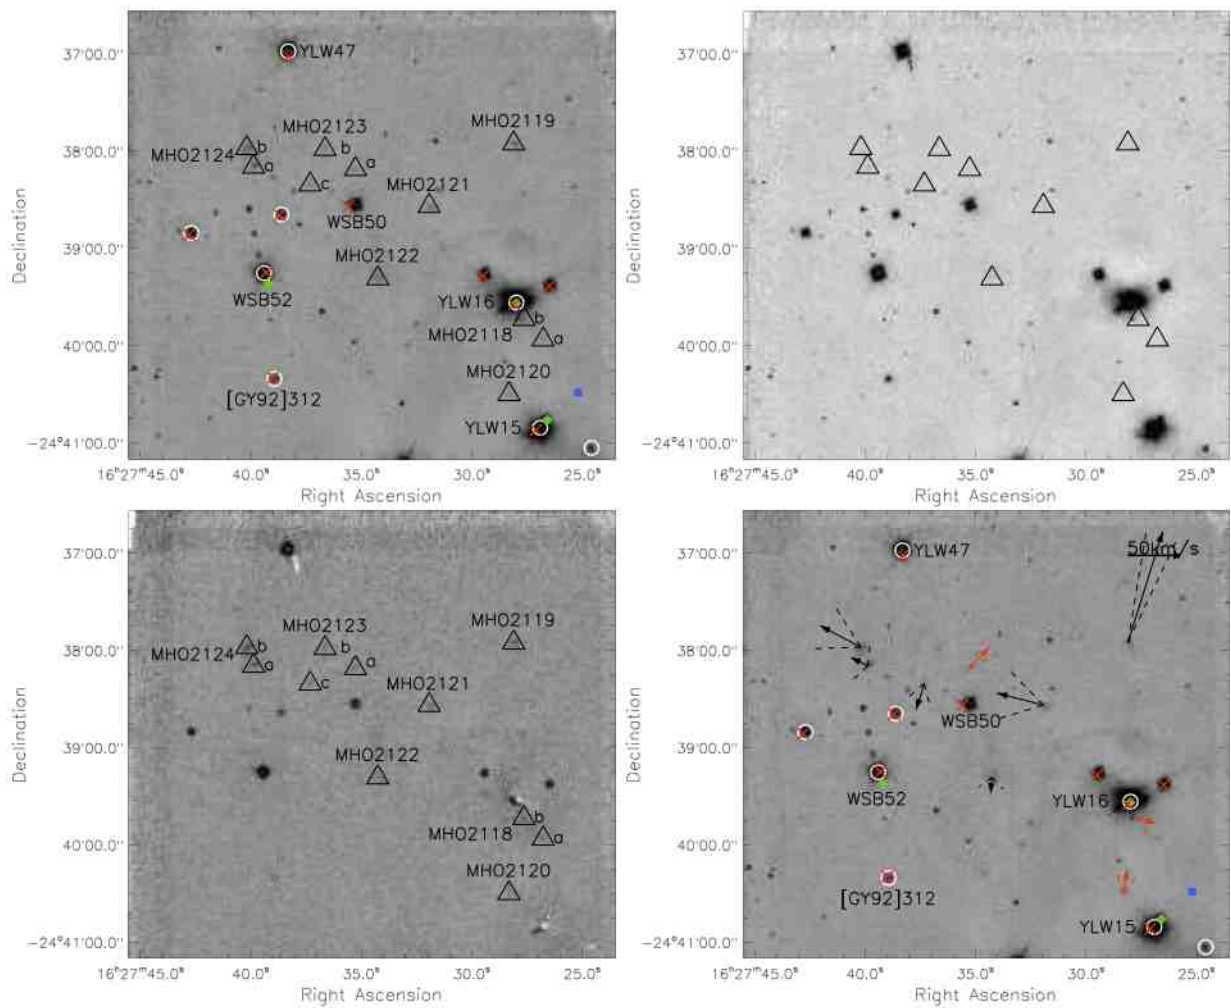 YLW47
MHO2119
MHO2123
b
b
MHO2124
a
a
c
MHO2121
WSB50
MHO2122
WSB52
YLW16
b
MHO2118
a
MHO2120
[GY92]312
YLW15
37'00.0"
38'00.0"
39'00.0"
40'00.0"
-24°41'00.0"
Declination
16h27m45.0s
40.0s
35.0s
30.0s
25.0s
Right Ascension
37'00.0"
38'00.0"
39'00.0"
40'00.0"
-24°41'00.0"
Declination
16h27m45.0s
40.0s
35.0s
30.0s
25.0s
Right Ascension
MHO2119
MHO2123
b
b
MHO2124
a
a
c
MHO2121
MHO2122
b
MHO2118
a
MHO2120
37'00.0"
38'00.0"
39'00.0"
40'00.0"
-24°41'00.0"
Declination
16h27m45.0s
40.0s
35.0s
30.0s
25.0s
Right Ascension
YLW47
50km/s
WSB50
WSB52
YLW16
[GY92]312
YLW15
37'00.0"
38'00.0"
39'00.0"
40'00.0"
-24°41'00.0"
Declination
16h27m45.0s
40.0s
35.0s
30.0s
25.0s
Right Ascension